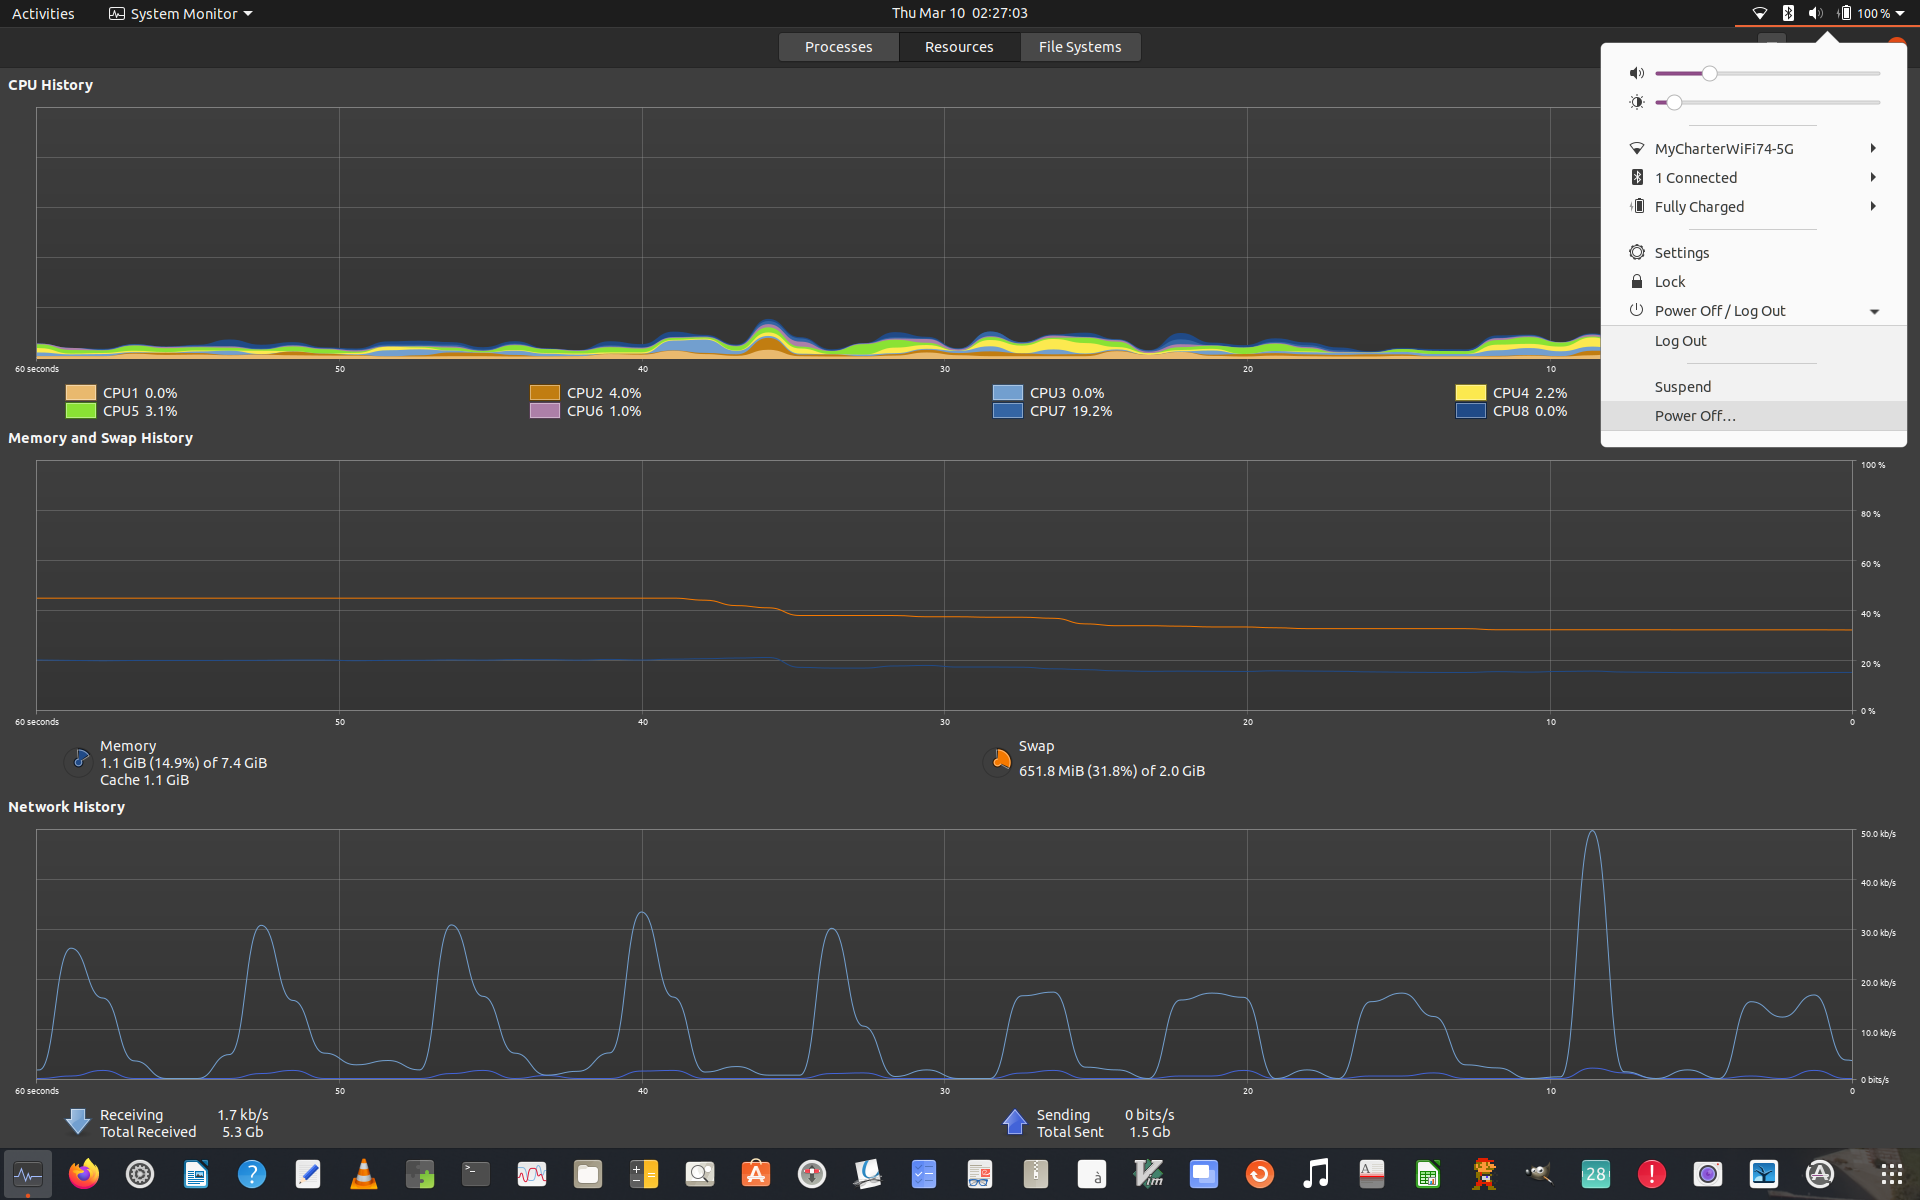 Activities
System Monitor
Thu Mar 10 02:27:03
100 %
Processes
Resources
File Systems
CPU History
60 seconds
50
40
30
20
10
CPU1 0.0%
CPU2 4.0%
CPU3 0.0%
CPU4 2.2%
CPU5 3.1%
CPU6 1.0%
CPU7 19.2%
CPU8 0.0%
MyCharterWiFi74-5G
1 Connected
Fully Charged
Settings
Lock
Power Off / Log Out
Log Out
Suspend
Power Off...
Memory and Swap History
100 %
80 %
60 %
40 %
20 %
0 %
60 seconds
50
40
30
20
10
0
Memory
1.1 GiB (14.9%) of 7.4 GiB
Cache 1.1 GiB
Swap
651.8 MiB (31.8%) of 2.0 GiB
Network History
50.0 kb/s
40.0 kb/s
30.0 kb/s
20.0 kb/s
10.0 kb/s
0 bits/s
60 seconds
50
40
30
20
10
0
Receiving 1.7 kb/s
Total Received 5.3 Gb
Sending 0 bits/s
Total Sent 1.5 Gb
?
>_
à
Vim
A
28
!
A